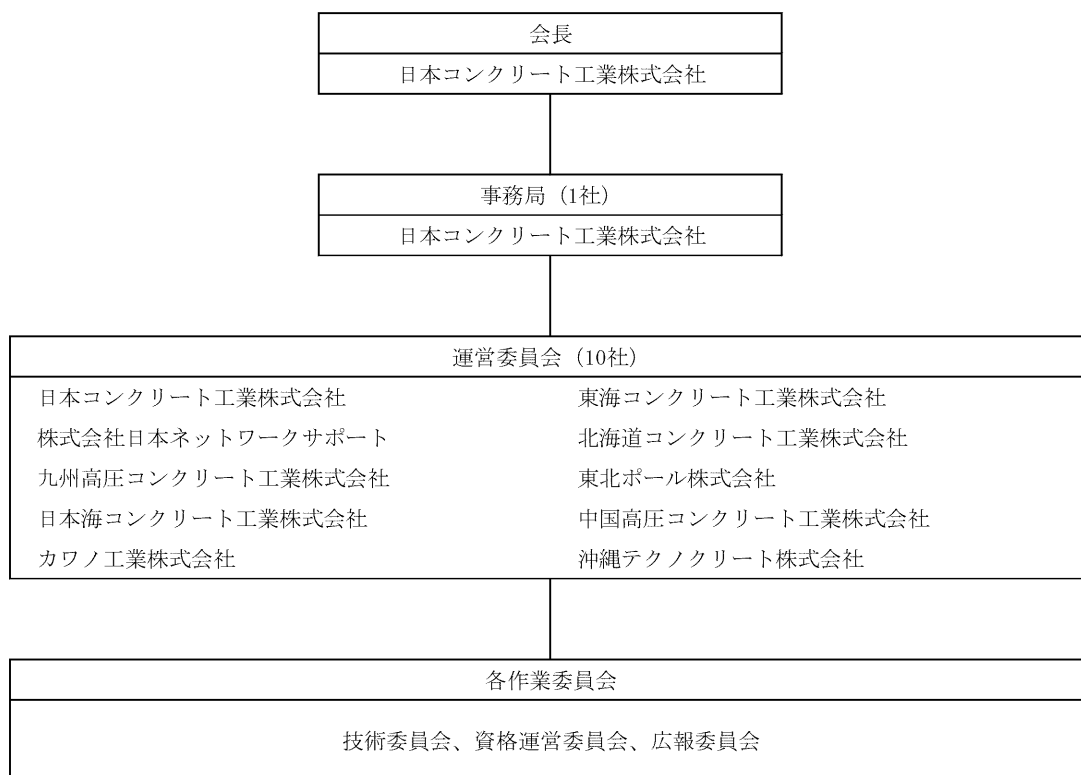 会長
日本コンクリート工業株式会社
事務局（1社）
日本コンクリート工業株式会社
運営委員会（10社）
日本コンクリート工業株式会社
東海コンクリート工業株式会社
株式会社日本ネットワークサポート
北海道コンクリート工業株式会社
九州高圧コンクリート工業株式会社
東北ポール株式会社
日本海コンクリート工業株式会社
中国高圧コンクリート工業株式会社
カワノ工業株式会社
沖縄テクノクリート株式会社
各作業委員会
技術委員会、資格運営委員会、広報委員会